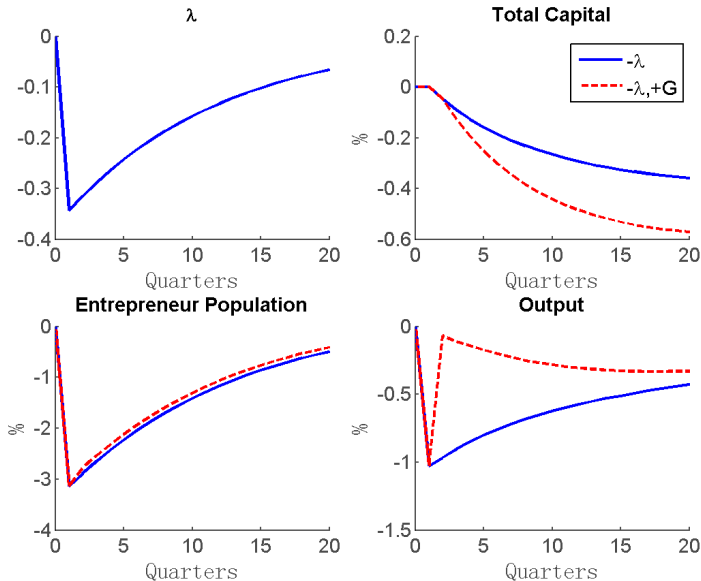 λ
0
-0.1
-0.2
-0.3
-0.4
0 5 10 15 20
Quarters
Total Capital
0.2
0
-0.2
-0.4
-0.6
%
0 5 10 15 20
Quarters
-λ
-λ,+G
Entrepreneur Population
0
-1
-2
-3
-4
%
0 5 10 15 20
Quarters
Output
0
-0.5
-1
-1.5
%
0 5 10 15 20
Quarters